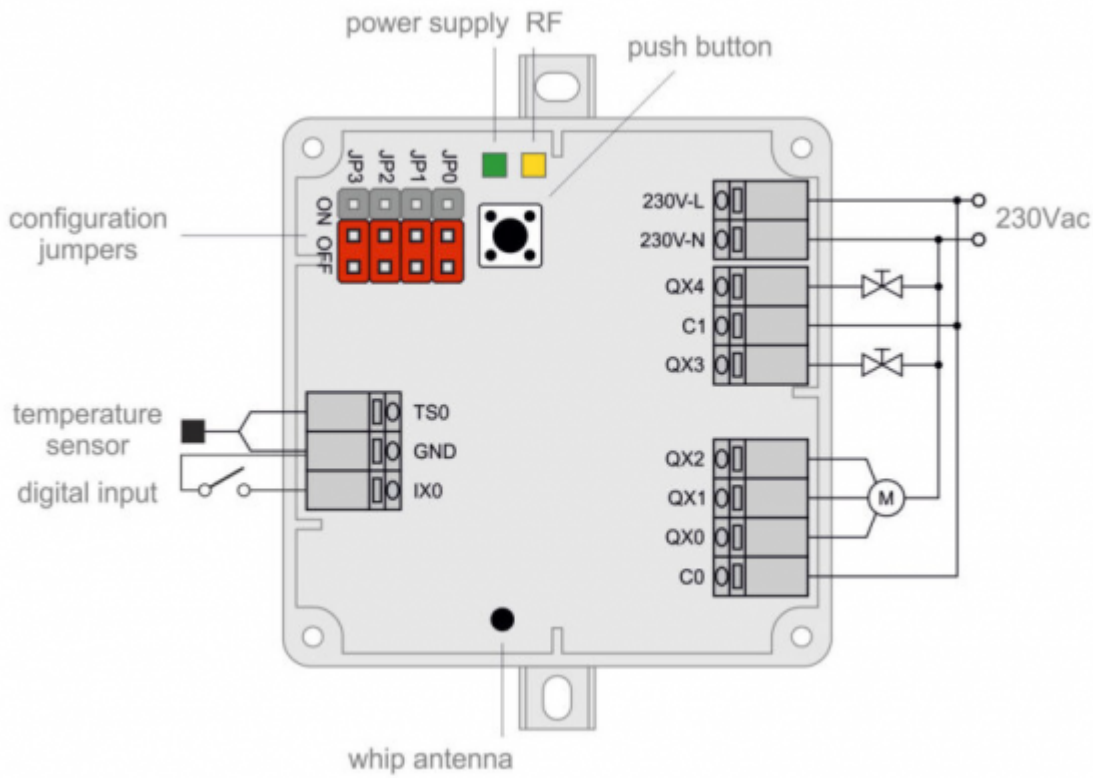 power supply RF
push button
JP3 JP2 JP1 JP0
ON OFF
configuration
jumpers
230V-L
230V-N
230Vac
QX4
C1
QX3
temperature
sensor
digital input
TS0
GND
IX0
QX2
QX1
QX0
C0
M
whip antenna